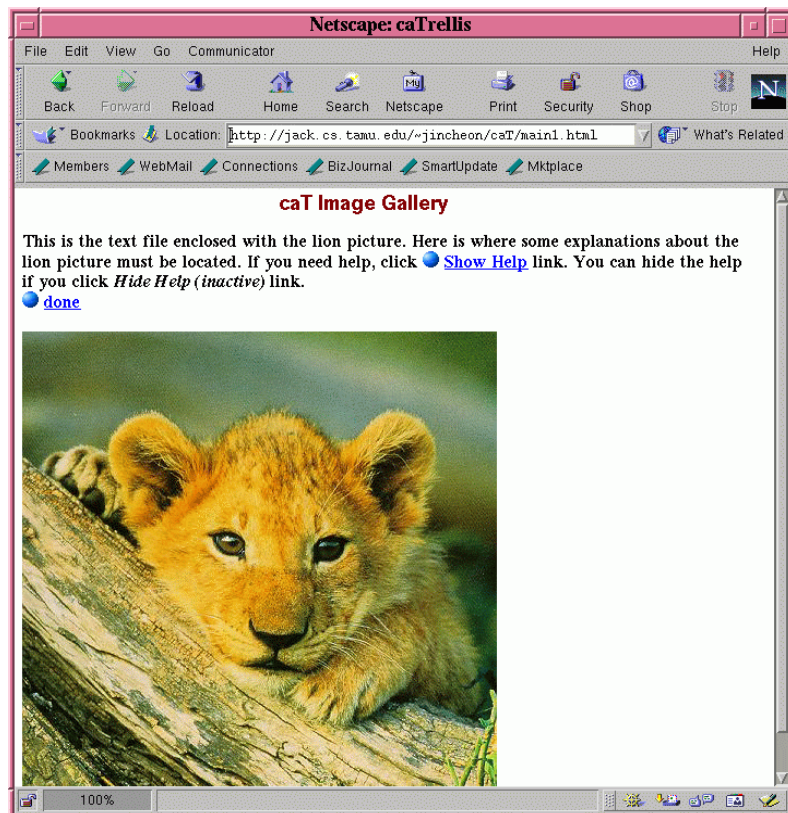 Netscape: caTrellis
File Edit View Go Communicator Help
Back Forward Reload Home Search Netscape Print Security Shop Stop
My N
Bookmarks Location: http://jack.cs.tamu.edu/~jincheon/caT/main1.html What's Related
Members WebMail Connections BizJournal SmartUpdate Mktplace
caT Image Gallery
This is the text file enclosed with the lion picture. Here is where some explanations about the
lion picture must be located. If you need help, click Show Help link. You can hide the help
if you click Hide Help (inactive) link.
done
100%